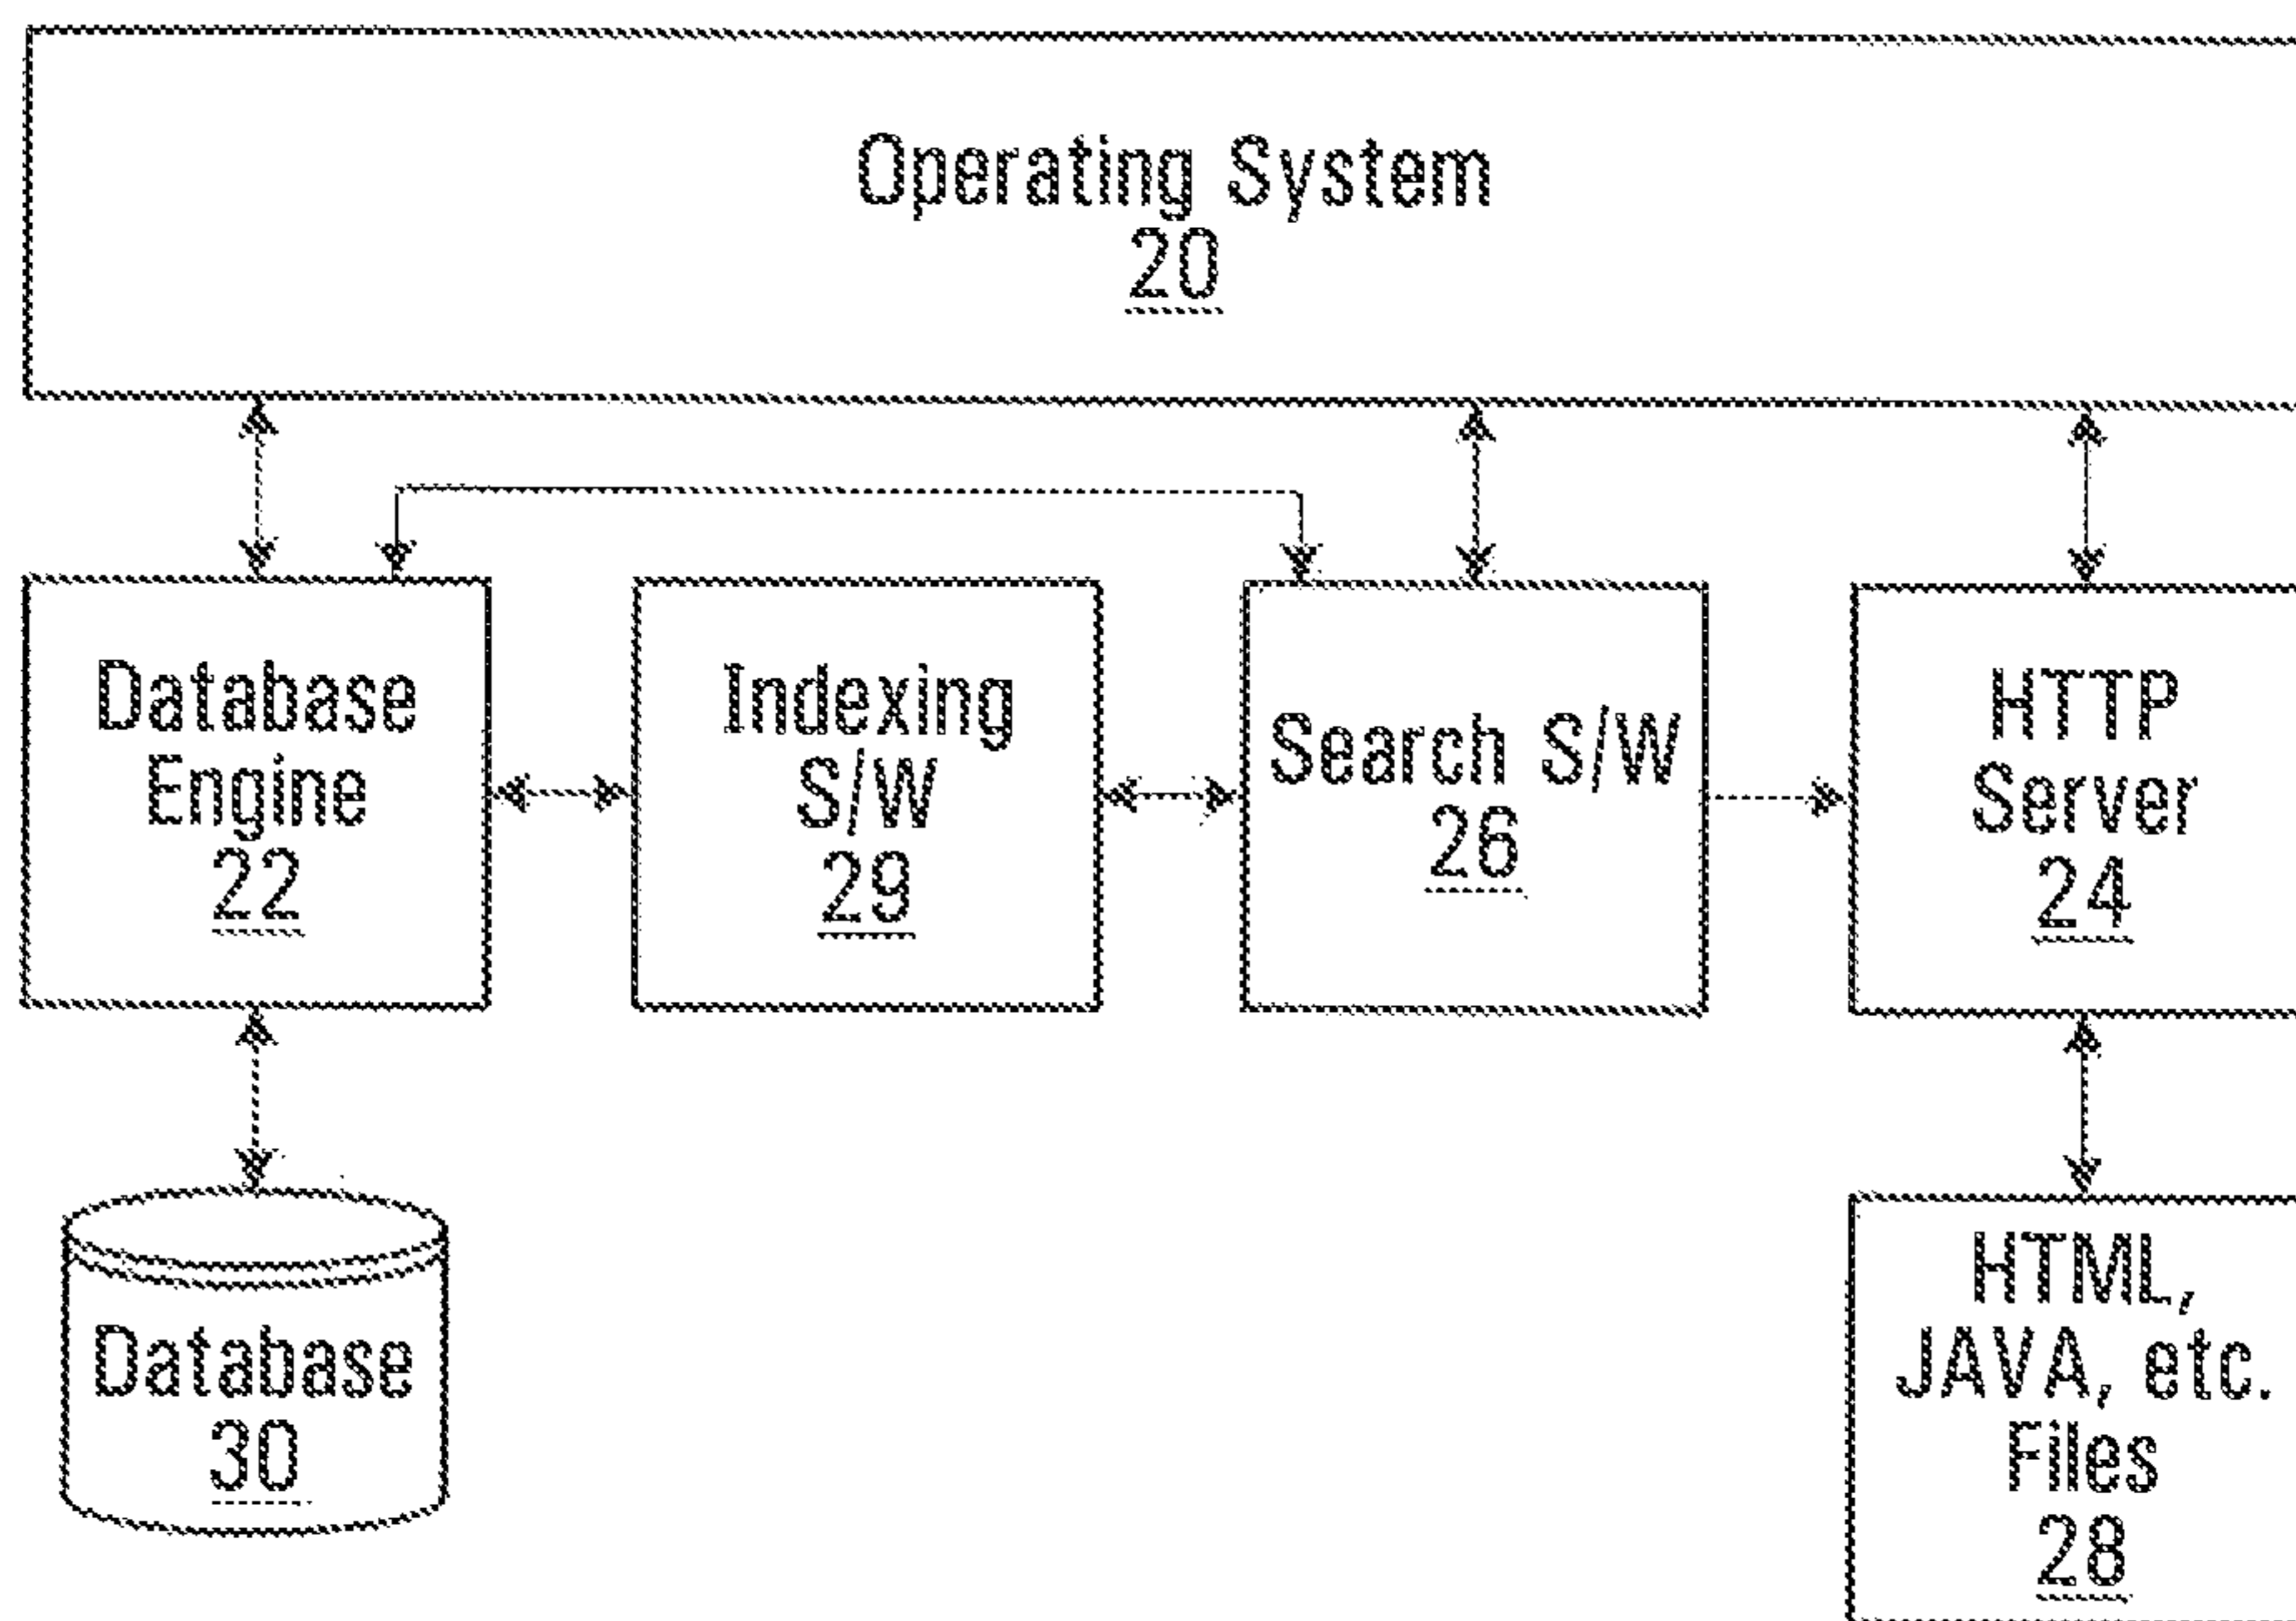 Operating System
20
Database
Engine
22
Indexing
S/W
29
Search S/W
26
HTTP
Server
24
Database
30
HTML,
JAVA, etc.
Files
28